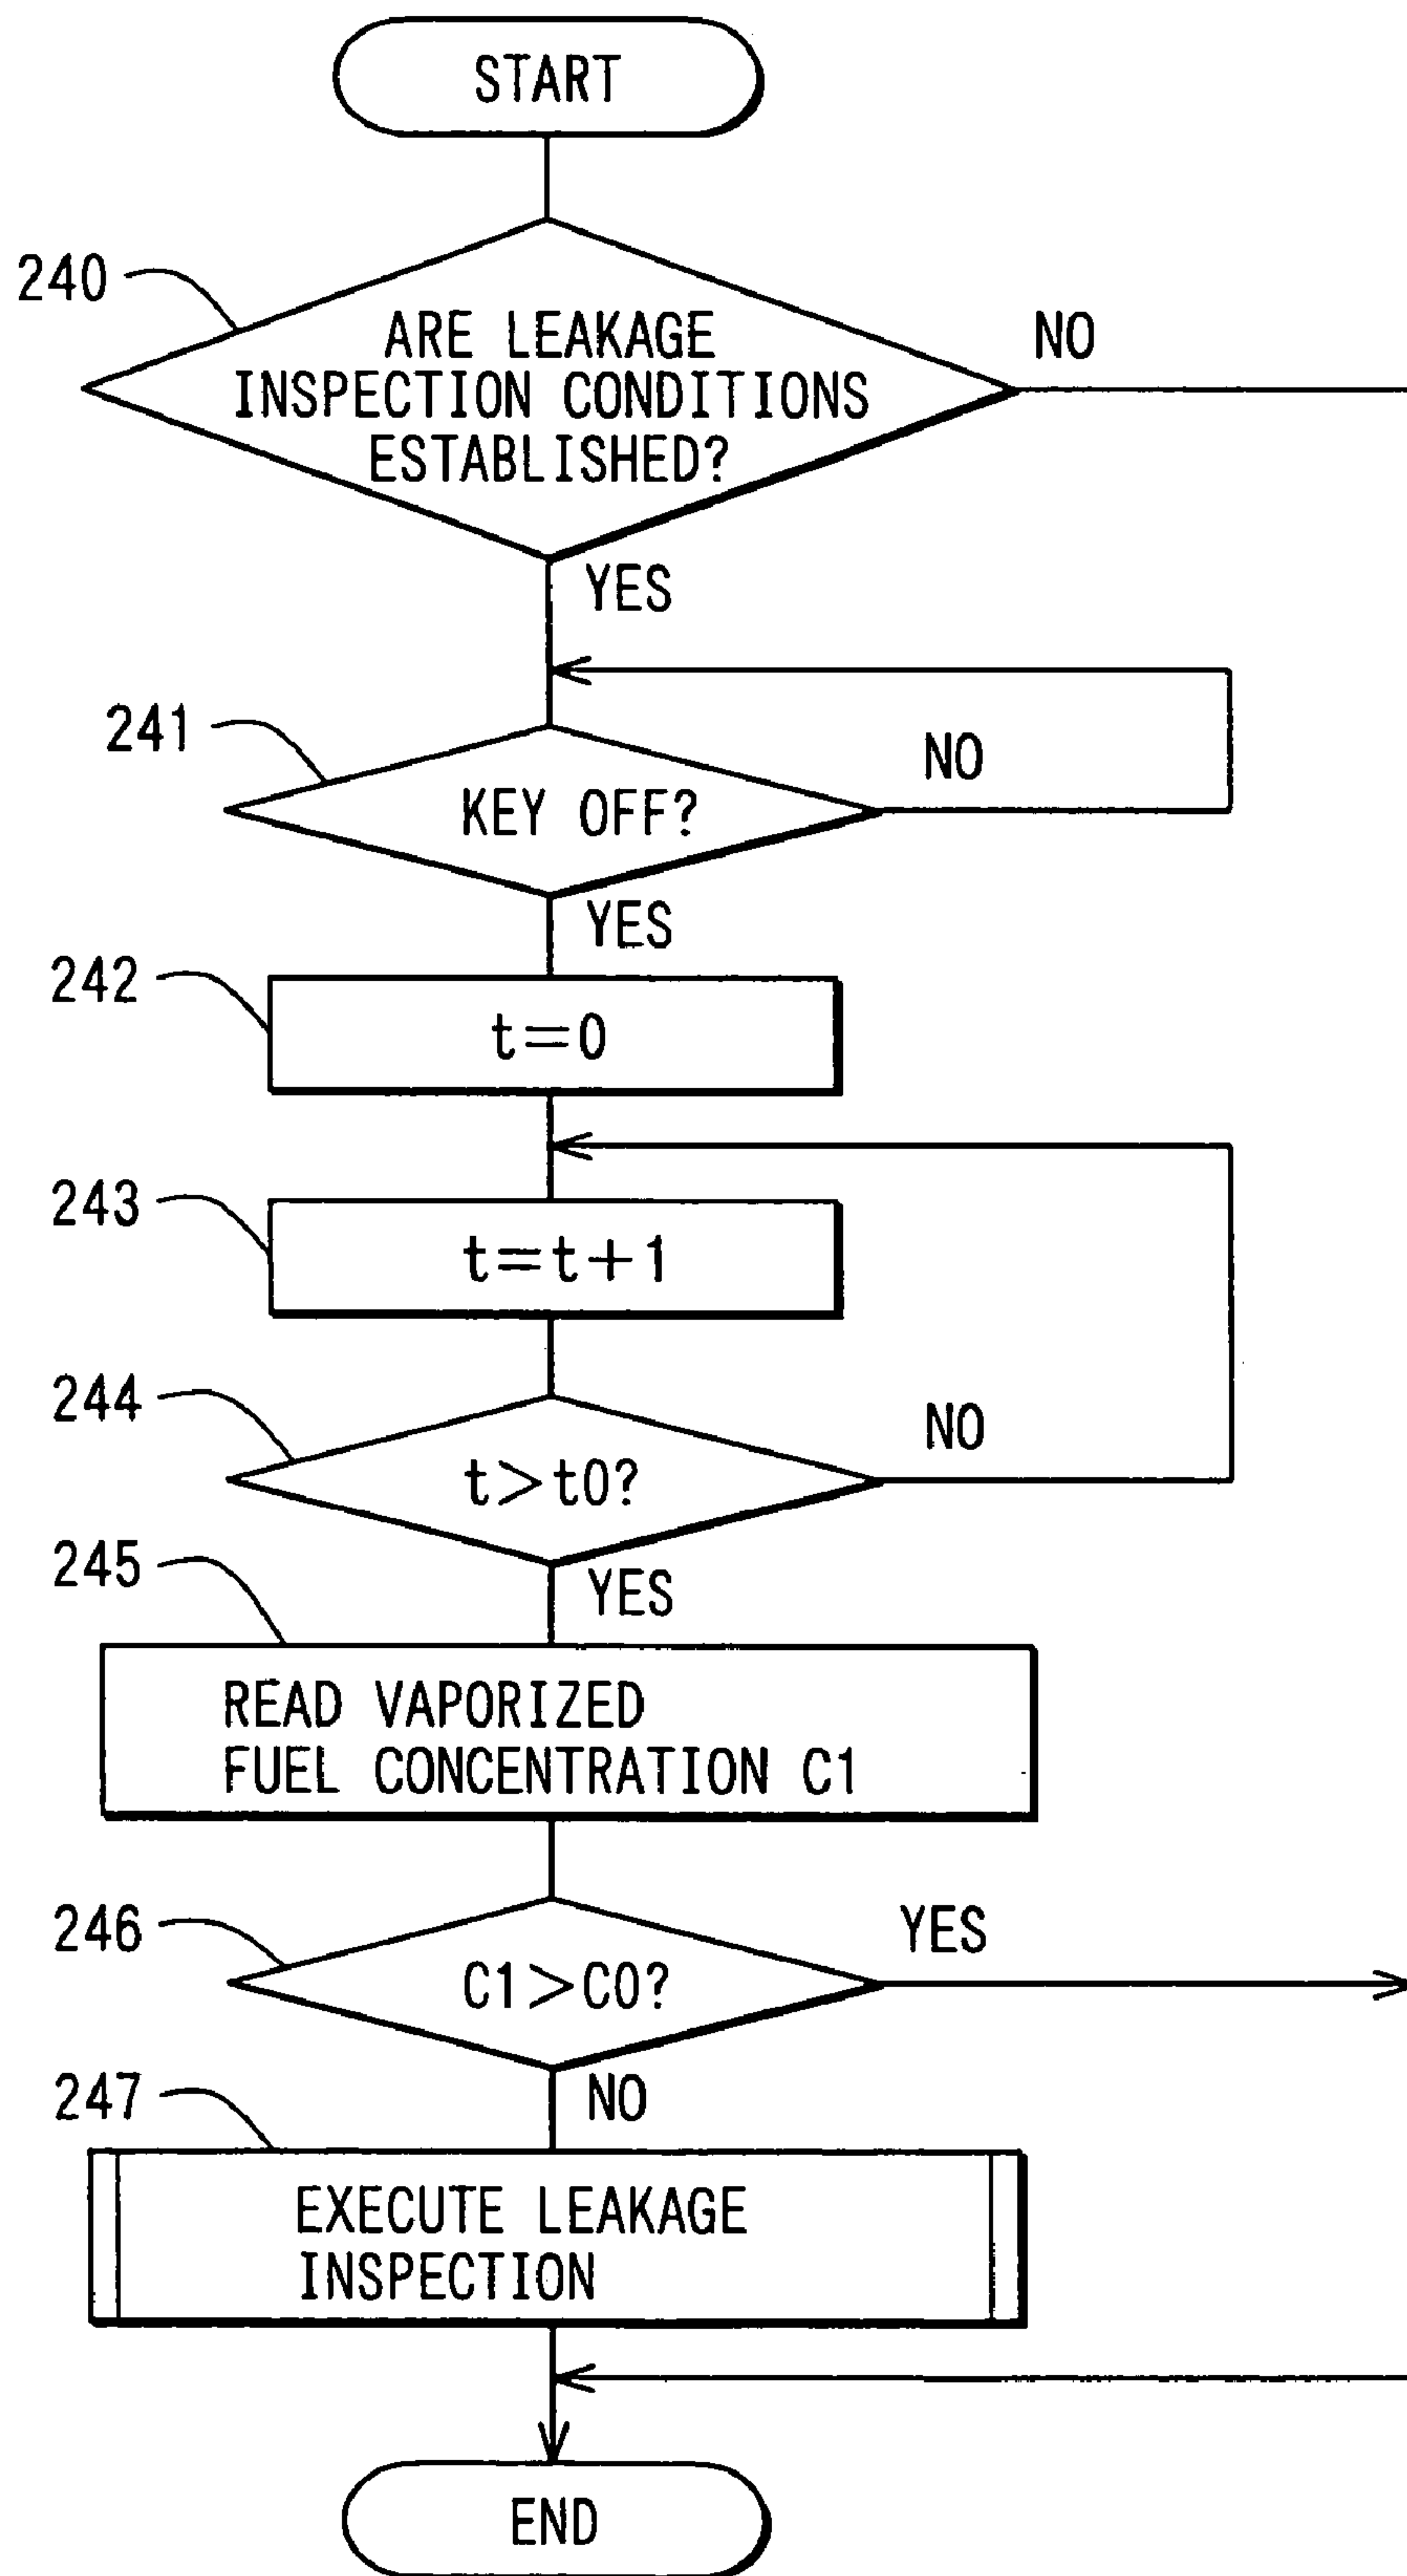 START
240
ARE LEAKAGE
INSPECTION CONDITIONS
ESTABLISHED?
NO
YES
241
KEY OFF?
NO
YES
242
t=0
243
t=t+1
244
t>t0?
NO
YES
245
READ VAPORIZED
FUEL CONCENTRATION C1
246
C1>C0?
YES
NO
247
EXECUTE LEAKAGE
INSPECTION
END